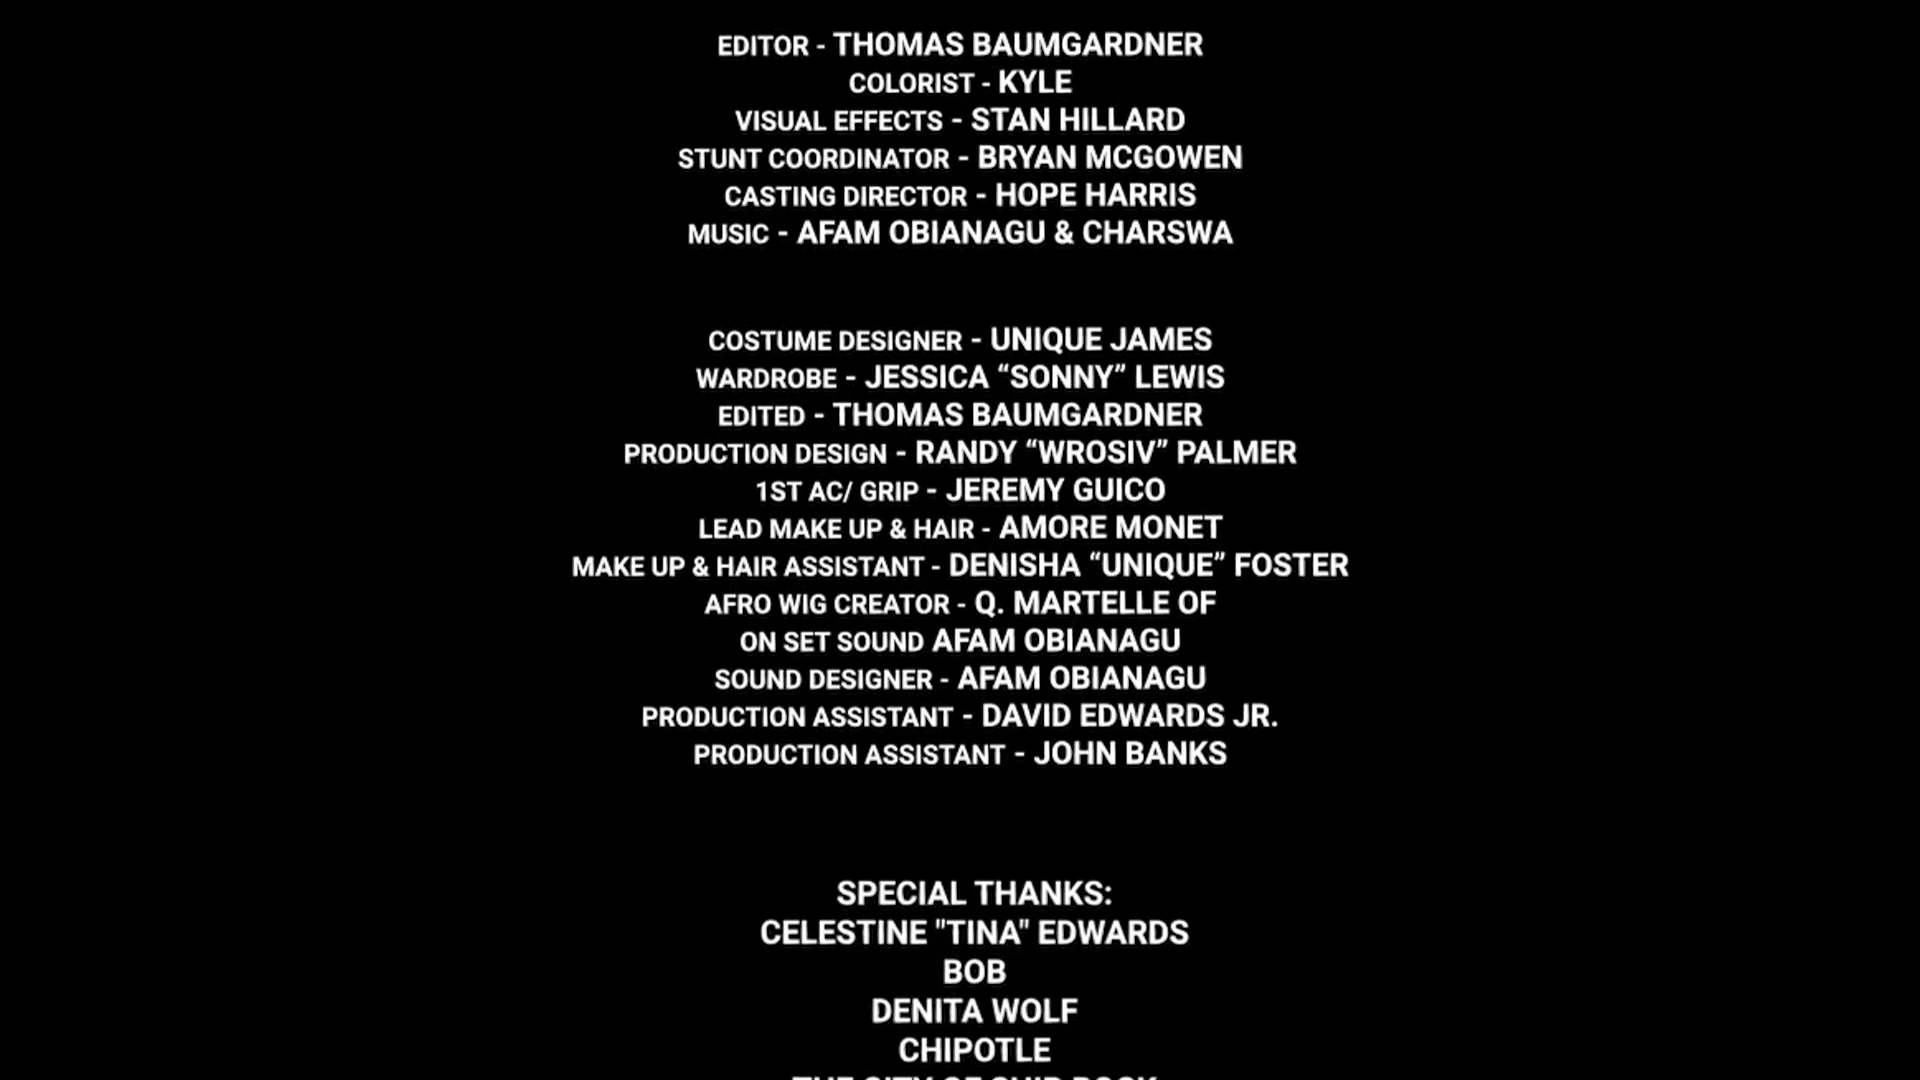 EDITOR - THOMAS BAUMGARDNER
COLORIST - KYLE
VISUAL EFFECTS - STAN HILLARD
STUNT COORDINATOR - BRYAN MCGOWEN
CASTING DIRECTOR - HOPE HARRIS
MUSIC - AFAM OBIANAGU & CHARSWA
COSTUME DESIGNER - UNIQUE JAMES
WARDROBE - JESSICA “SONNY” LEWIS
EDITED - THOMAS BAUMGARDNER
PRODUCTION DESIGN - RANDY “WROSIV” PALMER
1ST AC/ GRIP - JEREMY GUICO
LEAD MAKE UP & HAIR - AMORE MONET
MAKE UP & HAIR ASSISTANT - DENISHA “UNIQUE” FOSTER
AFRO WIG CREATOR - Q. MARTELLE OF
ON SET SOUND AFAM OBIANAGU
SOUND DESIGNER - AFAM OBIANAGU
PRODUCTION ASSISTANT - DAVID EDWARDS JR.
PRODUCTION ASSISTANT - JOHN BANKS
SPECIAL THANKS:
CELESTINE "TINA" EDWARDS
BOB
DENITA WOLF
CHIPOTLE
THE CITY OF